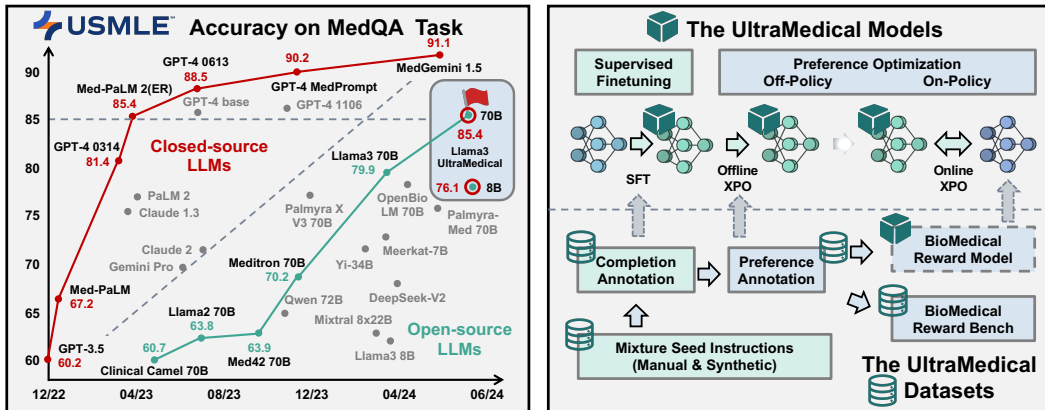 USMLE
Accuracy on MedQA Task
90
85
80
75
70
65
60
12/22
04/23
08/23
12/23
04/24
06/24
91.1
MedGemini 1.5
90.2
GPT-4 MedPrompt
GPT-4 0613
88.5
GPT-4 base
GPT-4 1106
Med-PaLM 2(ER)
85.4
GPT-4 0314
81.4
Closed-source
LLMs
PaLM 2
Claude 1.3
Claude 2
Gemini Pro
Med-PaLM
67.2
GPT-3.5
60.2
70B
85.4
Llama3
UltraMedical
76.1
8B
Llama3 70B
79.9
Palmyra X
V3 70B
OpenBio
LM 70B
Palmyra-
Med 70B
Meerkat-7B
Yi-34B
Meditron 70B
70.2
Qwen 72B
DeepSeek-V2
Mixtral 8x22B
Llama3 8B
Llama2 70B
63.8
60.7
Clinical Camel 70B
63.9
Med42 70B
Open-source
LLMs
The UltraMedical Models
Supervised
Finetuning
Preference Optimization
Off-Policy
On-Policy
SFT
Offline
XPO
Online
XPO
Completion
Annotation
Preference
Annotation
BioMedical
Reward Model
BioMedical
Reward Bench
Mixture Seed Instructions
(Manual & Synthetic)
The UltraMedical
Datasets